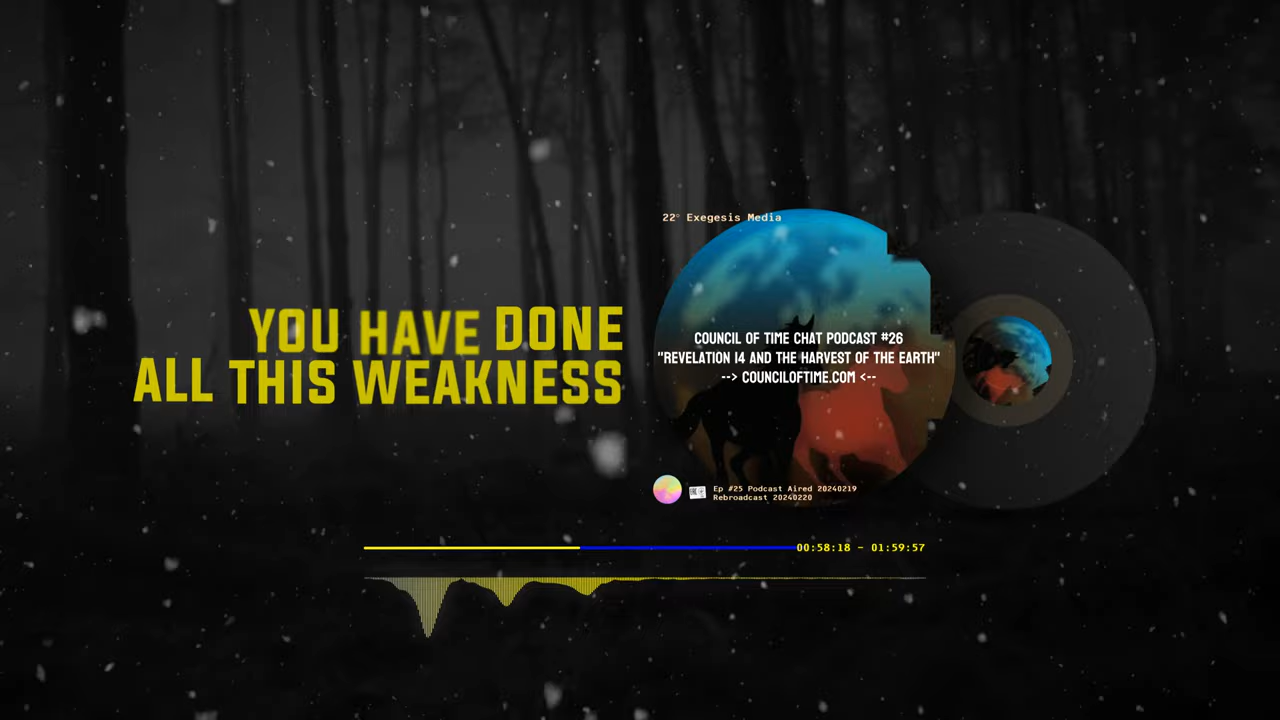 22° Exegesis Media
YOU HAVE DONE
ALL THIS WEAKNESS
COUNCIL OF TIME CHAT PODCAST #26
"REVELATION 14 AND THE HARVEST OF THE EARTH"
--> COUNCILOFTIME.COM <--
Ep #25 Podcast Aired 20240219
Rebroadcast 20240220
00:58:18 - 01:59:57